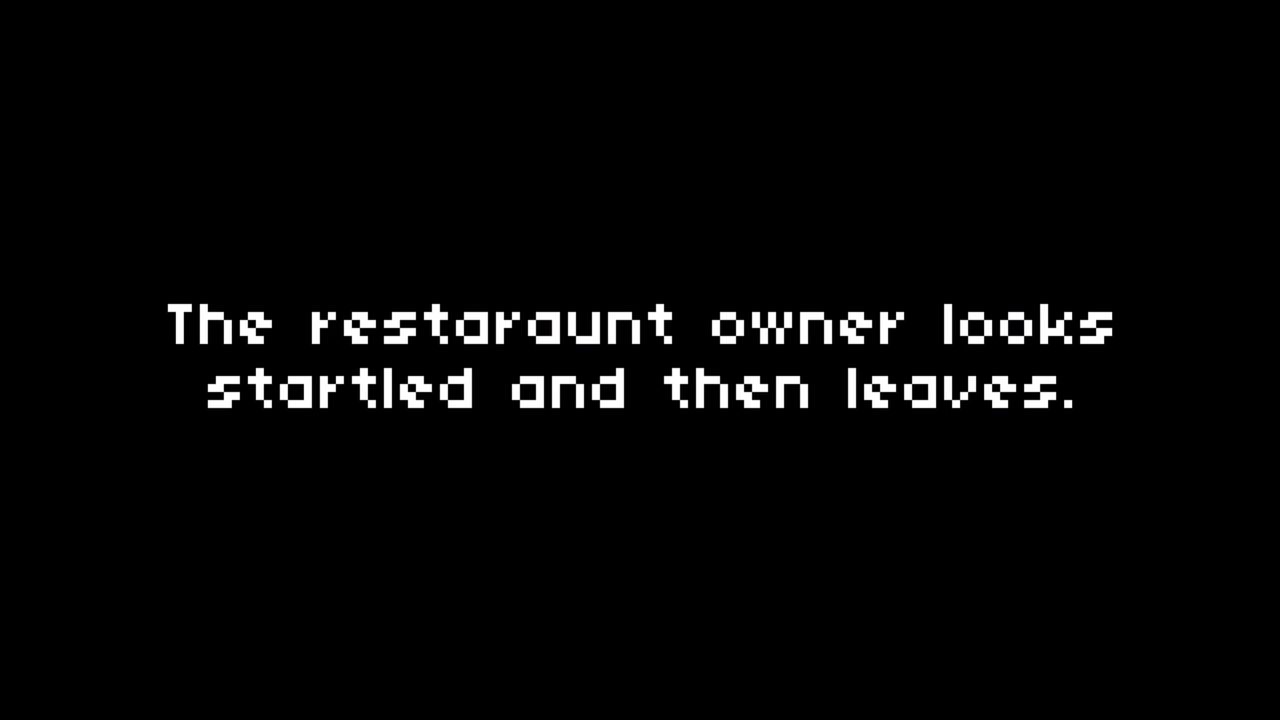 The restaraunt owner looks
startled and then leaves.